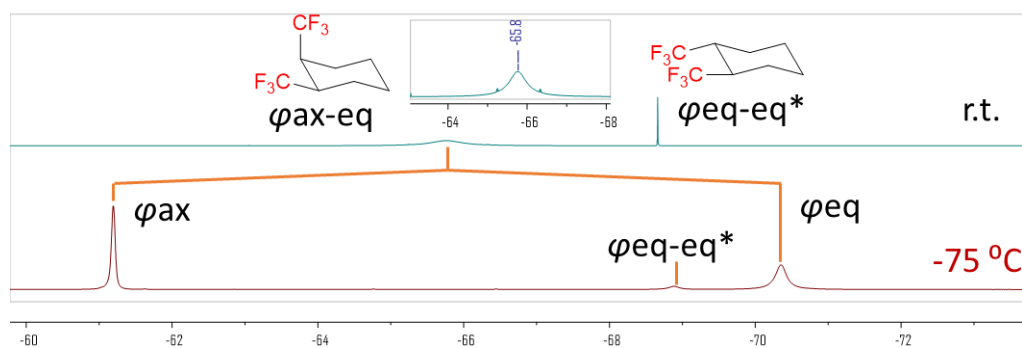 CF₃
F₃C
φax-eq
-65.8
-64 -66 -68
F₃C
F₃C
φeq-eq*
r.t.
φax
φeq-eq*
φeq
-75 ⁰C
-60 -62 -64 -66 -68 -70 -72